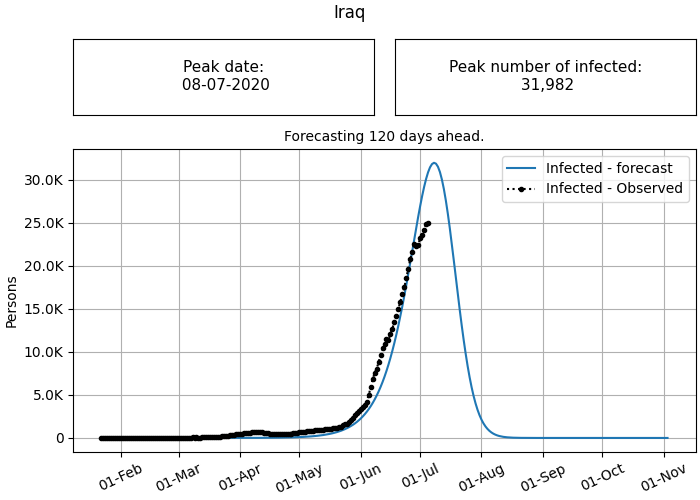 Iraq
Peak date:
08-07-2020
Peak number of infected:
31,982
Forecasting 120 days ahead.
Infected - forecast
Infected - Observed
30.0K
25.0K
20.0K
15.0K
10.0K
5.0K
0
Persons
01-Feb
01-Mar
01-Apr
01-May
01-Jun
01-Jul
01-Aug
01-Sep
01-Oct
01-Nov